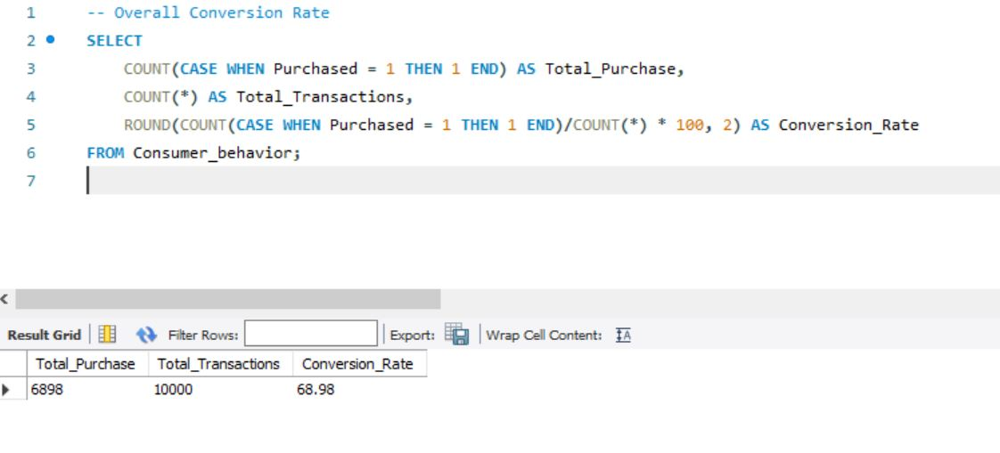 1 -- Overall Conversion Rate
2 SELECT
3 COUNT(CASE WHEN Purchased = 1 THEN 1 END) AS Total_Purchase,
4 COUNT(*) AS Total_Transactions,
5 ROUND(COUNT(CASE WHEN Purchased = 1 THEN 1 END)/COUNT(*) * 100, 2) AS Conversion_Rate
6 FROM Consumer_behavior;
7
Result Grid Filter Rows: Export: Wrap Cell Content: IA
Total_Purchase Total_Transactions Conversion_Rate
6898 10000 68.98